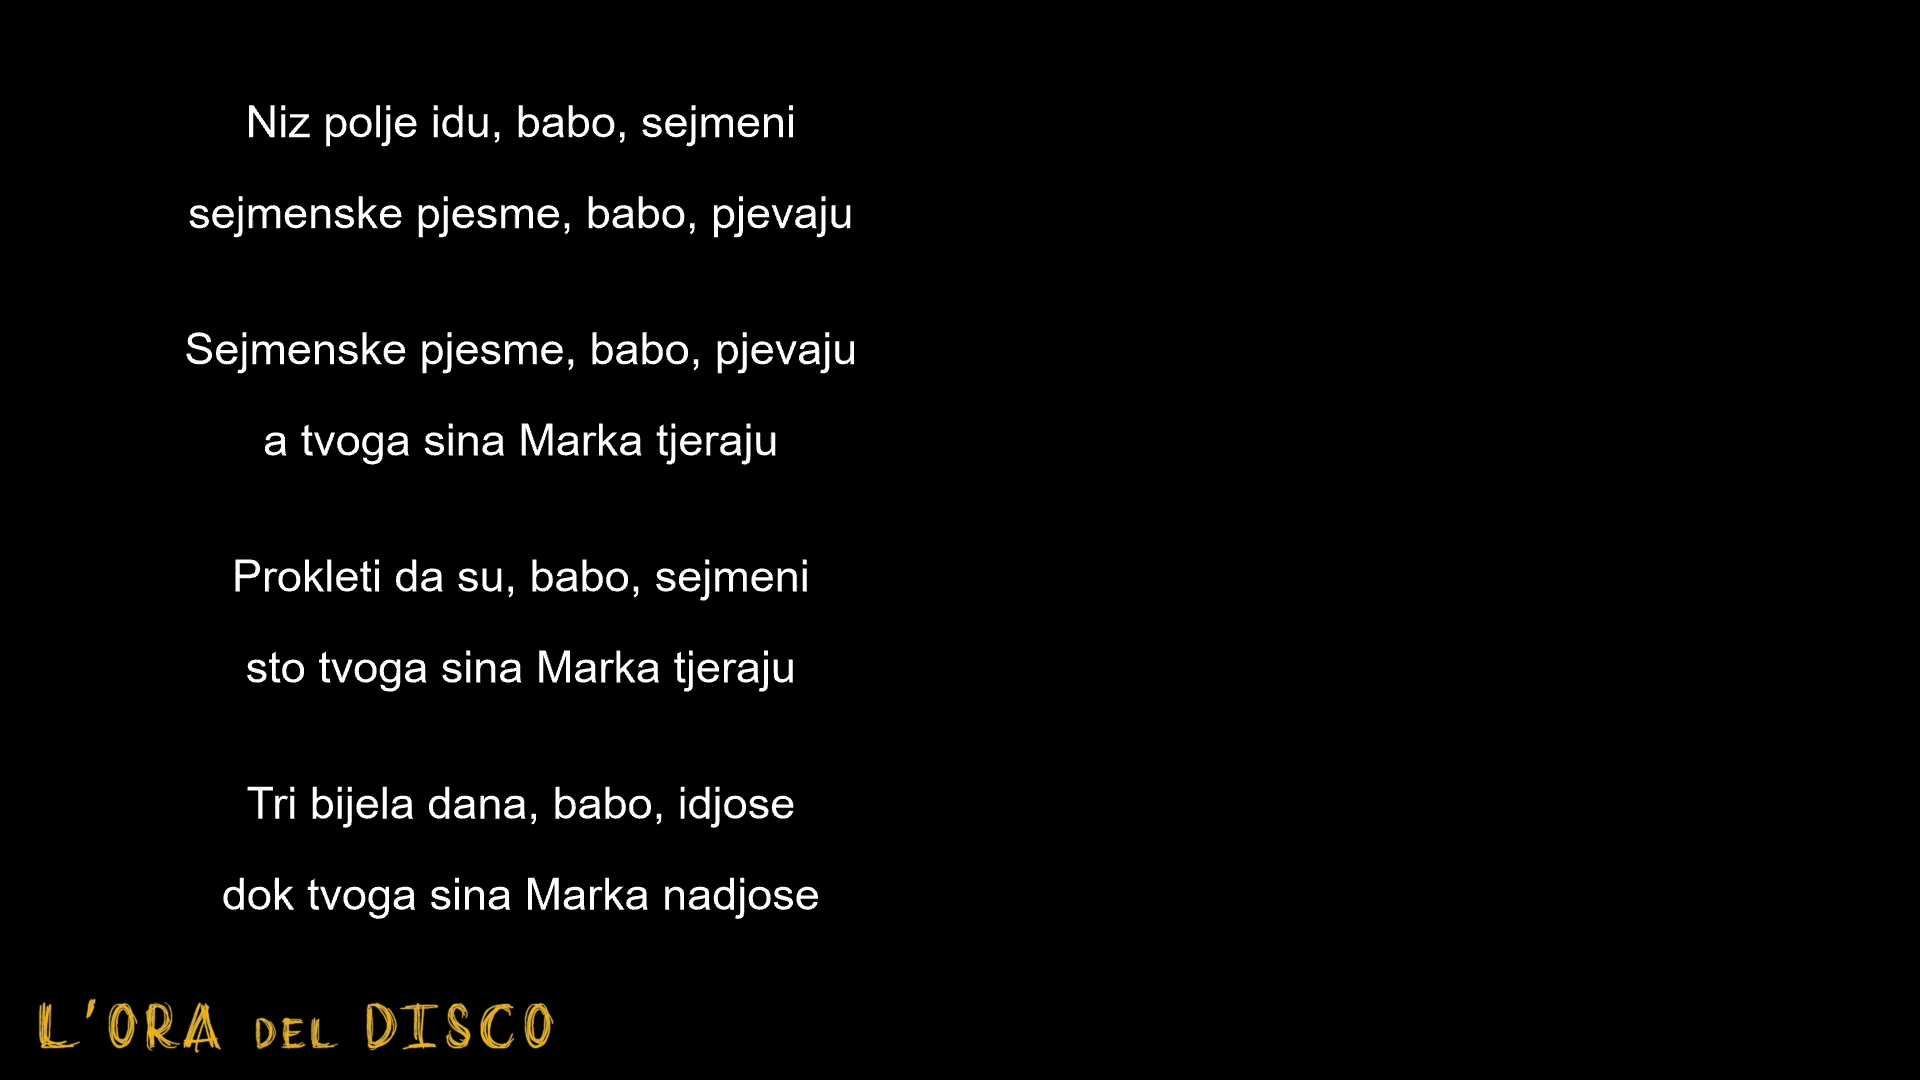 Niz polje idu, babo, sejmeni
sejmenske pjesme, babo, pjevaju
Sejmenske pjesme, babo, pjevaju
a tvoga sina Marka tjeraju
Prokleti da su, babo, sejmeni
sto tvoga sina Marka tjeraju
Tri bijela dana, babo, idjose
dok tvoga sina Marka nadjose
L'ORA DEL DISCO